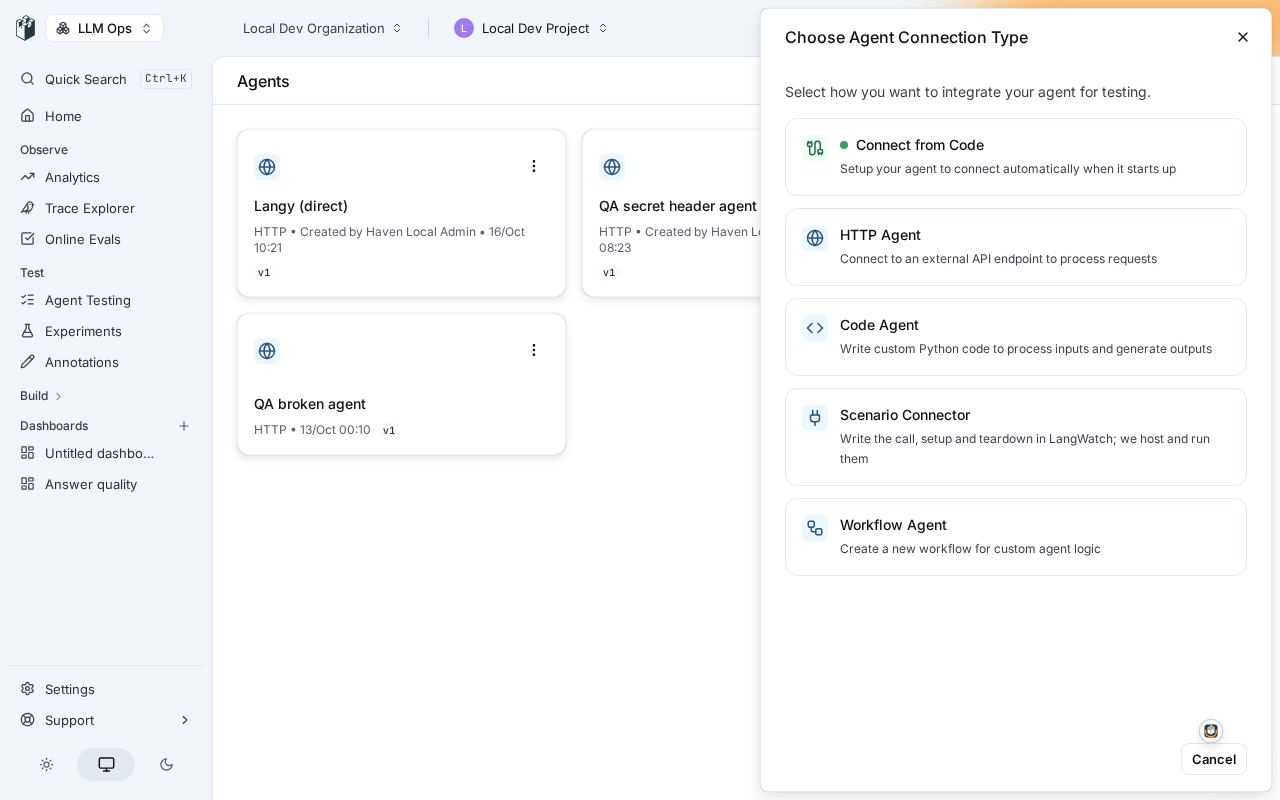 LLM Ops
Local Dev Organization
L
Local Dev Project
Quick Search
Ctrl+K
Home
Observe
Analytics
Trace Explorer
Online Evals
Test
Agent Testing
Experiments
Annotations
Build
Dashboards
Untitled dashbo...
Answer quality
Settings
Support
Agents
Langy (direct)
HTTP • Created by Haven Local Admin • 16/Oct
10:21
v1
QA secret header agent
HTTP • Created by Haven Lo
08:23
v1
QA broken agent
HTTP • 13/Oct 00:10 v1
Choose Agent Connection Type
Select how you want to integrate your agent for testing.
Connect from Code
Setup your agent to connect automatically when it starts up
HTTP Agent
Connect to an external API endpoint to process requests
Code Agent
Write custom Python code to process inputs and generate outputs
Scenario Connector
Write the call, setup and teardown in LangWatch; we host and run
them
Workflow Agent
Create a new workflow for custom agent logic
Cancel